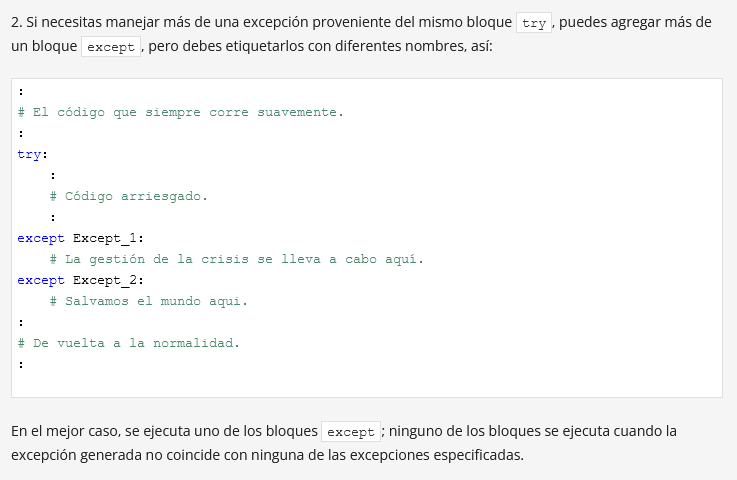 2. Si necesitas manejar más de una excepción proveniente del mismo bloque try, puedes agregar más de
un bloque except, pero debes etiquetarlos con diferentes nombres, así:
:
# El código que siempre corre suavemente.
:
try:
    :
    # Código arriesgado.
    :
except Except_1:
    # La gestión de la crisis se lleva a cabo aquí.
except Except_2:
    # Salvamos el mundo aqui.
:
# De vuelta a la normalidad.
:
En el mejor caso, se ejecuta uno de los bloques except; ninguno de los bloques se ejecuta cuando la
excepción generada no coincide con ninguna de las excepciones especificadas.